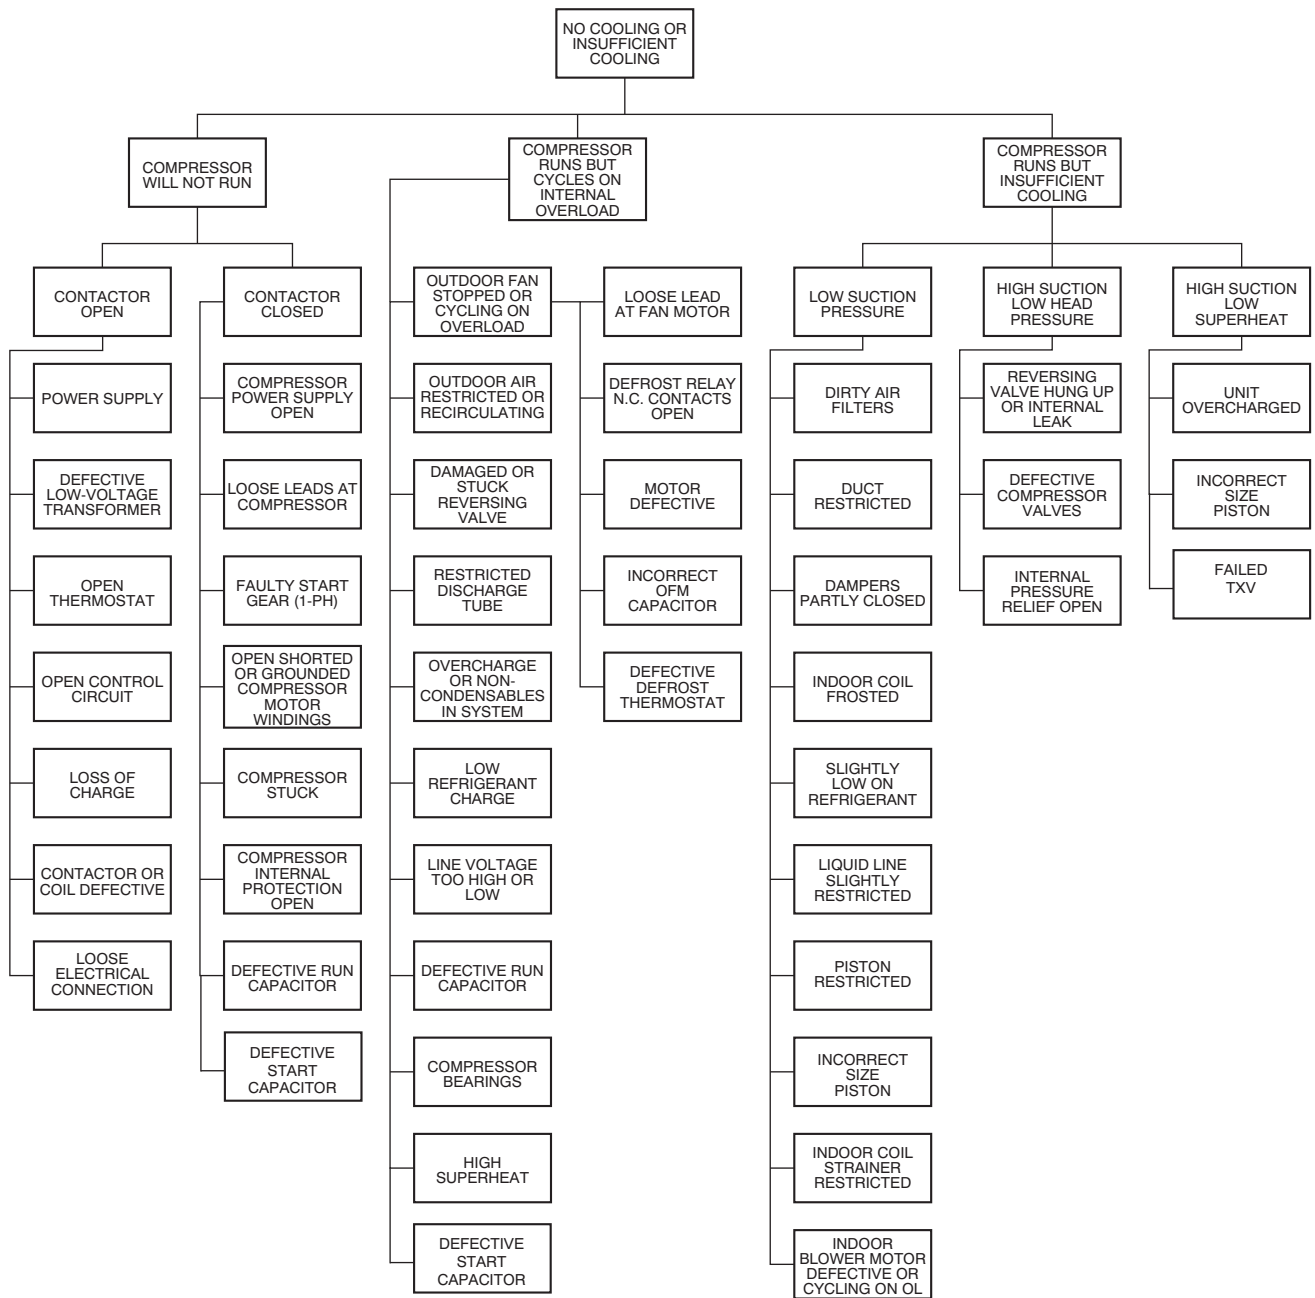 NO COOLING OR
INSUFFICIENT
COOLING
COMPRESSOR
WILL NOT RUN
COMPRESSOR
RUNS BUT
CYCLES ON
INTERNAL
OVERLOAD
COMPRESSOR
RUNS BUT
INSUFFICIENT
COOLING
CONTACTOR
OPEN
POWER SUPPLY
DEFECTIVE
LOW-VOLTAGE
TRANSFORMER
OPEN
THERMOSTAT
OPEN CONTROL
CIRCUIT
LOSS OF
CHARGE
CONTACTOR OR
COIL DEFECTIVE
LOOSE
ELECTRICAL
CONNECTION
CONTACTOR
CLOSED
COMPRESSOR
POWER SUPPLY
OPEN
LOOSE LEADS AT
COMPRESSOR
FAULTY START
GEAR (1-PH)
OPEN SHORTED
OR GROUNDED
COMPRESSOR
MOTOR
WINDINGS
COMPRESSOR
STUCK
COMPRESSOR
INTERNAL
PROTECTION
OPEN
DEFECTIVE RUN
CAPACITOR
DEFECTIVE
START
CAPACITOR
OUTDOOR FAN
STOPPED OR
CYCLING ON
OVERLOAD
OUTDOOR AIR
RESTRICTED OR
RECIRCULATING
DAMAGED OR
STUCK
REVERSING
VALVE
RESTRICTED
DISCHARGE
TUBE
OVERCHARGE
OR NON-
CONDENSABLES
IN SYSTEM
LOW
REFRIGERANT
CHARGE
LINE VOLTAGE
TOO HIGH OR
LOW
DEFECTIVE RUN
CAPACITOR
COMPRESSOR
BEARINGS
HIGH
SUPERHEAT
DEFECTIVE
START
CAPACITOR
LOOSE LEAD
AT FAN MOTOR
DEFROST RELAY
N.C. CONTACTS
OPEN
MOTOR
DEFECTIVE
INCORRECT
OFM
CAPACITOR
DEFECTIVE
DEFROST
THERMOSTAT
LOW SUCTION
PRESSURE
DIRTY AIR
FILTERS
DUCT
RESTRICTED
DAMPERS
PARTLY CLOSED
INDOOR COIL
FROSTED
SLIGHTLY
LOW ON
REFRIGERANT
LIQUID LINE
SLIGHTLY
RESTRICTED
PISTON
RESTRICTED
INCORRECT
SIZE
PISTON
INDOOR COIL
STRAINER
RESTRICTED
INDOOR
BLOWER MOTOR
DEFECTIVE OR
CYCLING ON OL
HIGH SUCTION
LOW HEAD
PRESSURE
REVERSING
VALVE HUNG UP
OR INTERNAL
LEAK
DEFECTIVE
COMPRESSOR
VALVES
INTERNAL
PRESSURE
RELIEF OPEN
HIGH SUCTION
LOW
SUPERHEAT
UNIT
OVERCHARGED
INCORRECT
SIZE
PISTON
FAILED
TXV